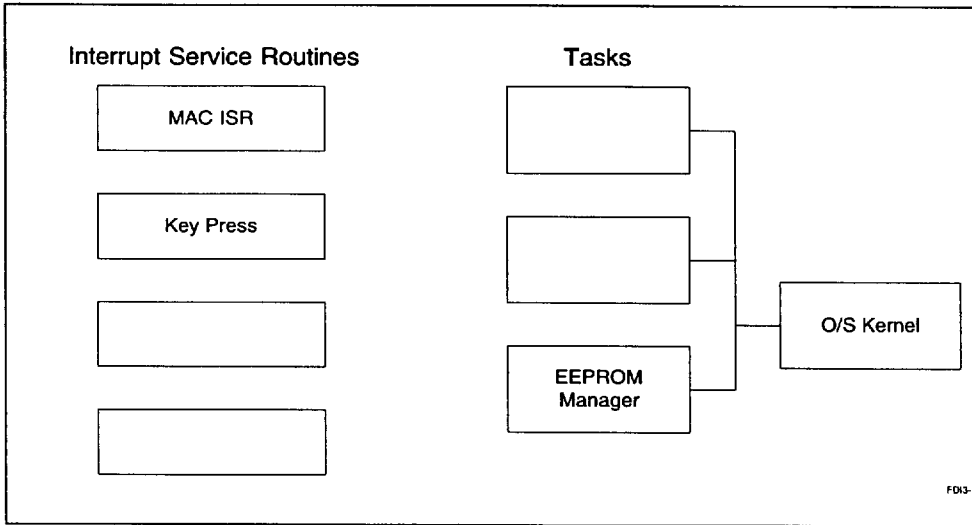 Interrupt Service Routines
Tasks
MAC ISR
Key Press
O/S Kernel
EEPROM
Manager
FDI3-